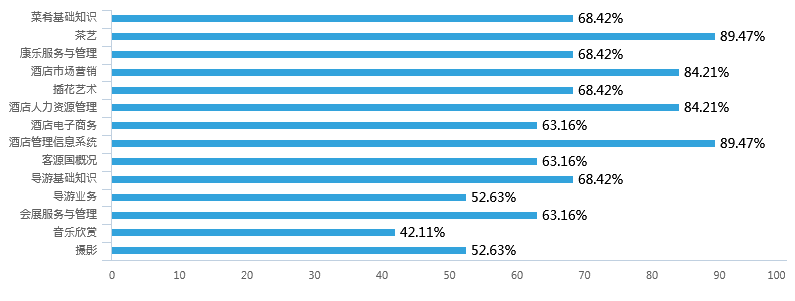 菜肴基础知识 68.42%
茶艺 89.47%
康乐服务与管理 68.42%
酒店市场营销 84.21%
插花艺术 68.42%
酒店人力资源管理 84.21%
酒店电子商务 63.16%
酒店管理信息系统 89.47%
客源国概况 63.16%
导游基础知识 68.42%
导游业务 52.63%
会展服务与管理 63.16%
音乐欣赏 42.11%
摄影 52.63%
0 10 20 30 40 50 60 70 80 90 100